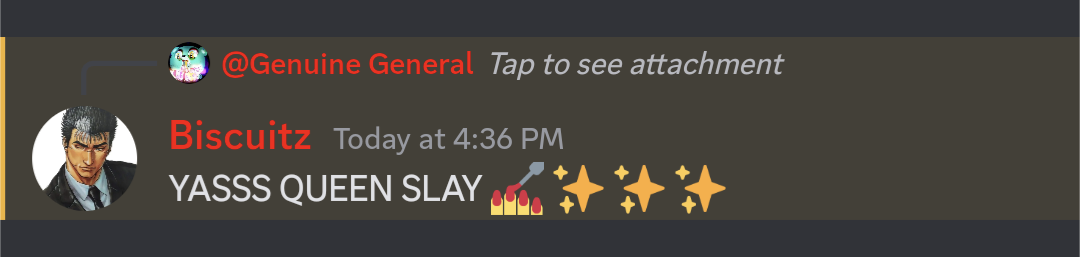 @Genuine General Tap to see attachment
Biscuitz Today at 4:36 PM
YASSS QUEEN SLAY 💅✨✨✨